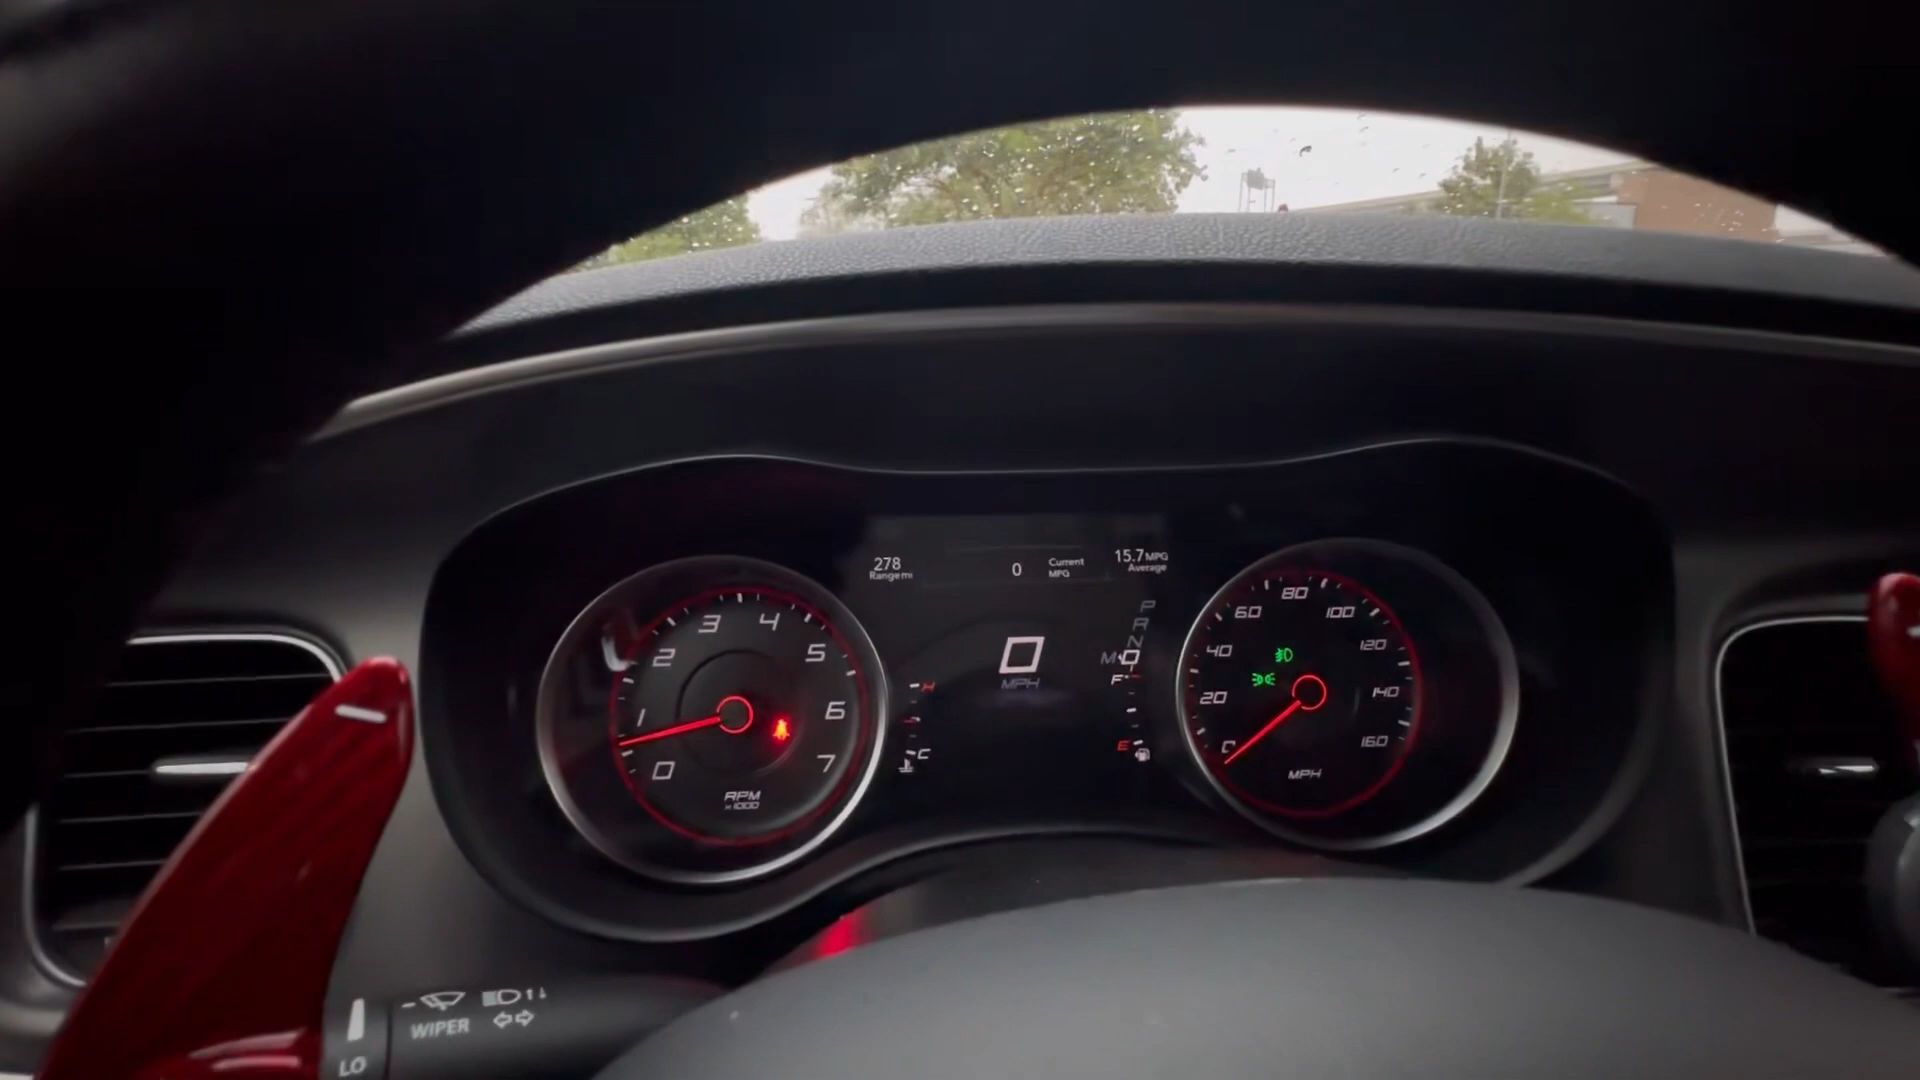 278
Range mi
0
Current
MPG
15.7 MPG
Average
0
MPH
P
R
N
M D
F
E
H
C
0
1
2
3
4
5
6
7
RPM
x1000
0
20
40
60
80
100
120
140
160
MPH
WIPER
LO